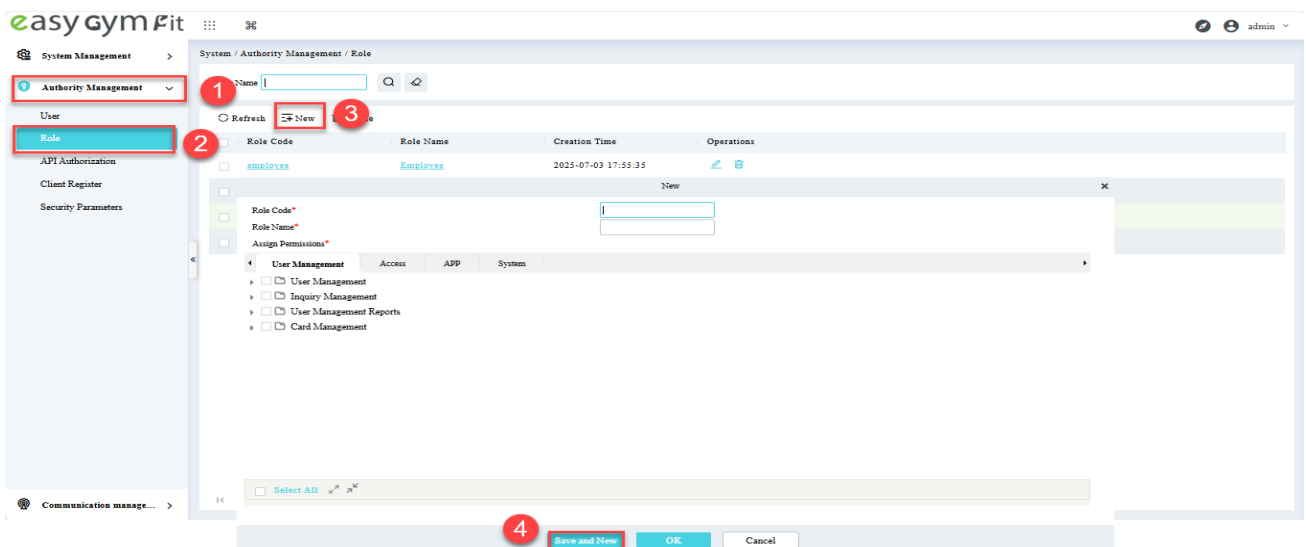 easy Gym Fit
admin
System Management
System / Authority Management / Role
Authority Management
1
Name
User
Refresh
New
3
Role
2
Role Code
Role Name
Creation Time
Operations
API Authorization
employee
Employee
2025-07-03 17:55:35
Client Register
New
Security Parameters
Role Code*
Role Name*
Assign Permissions*
User Management
Access
APP
System
User Management
Inquiry Management
User Management Reports
Card Management
Select All
Communication manage...
4
Save and New
OK
Cancel